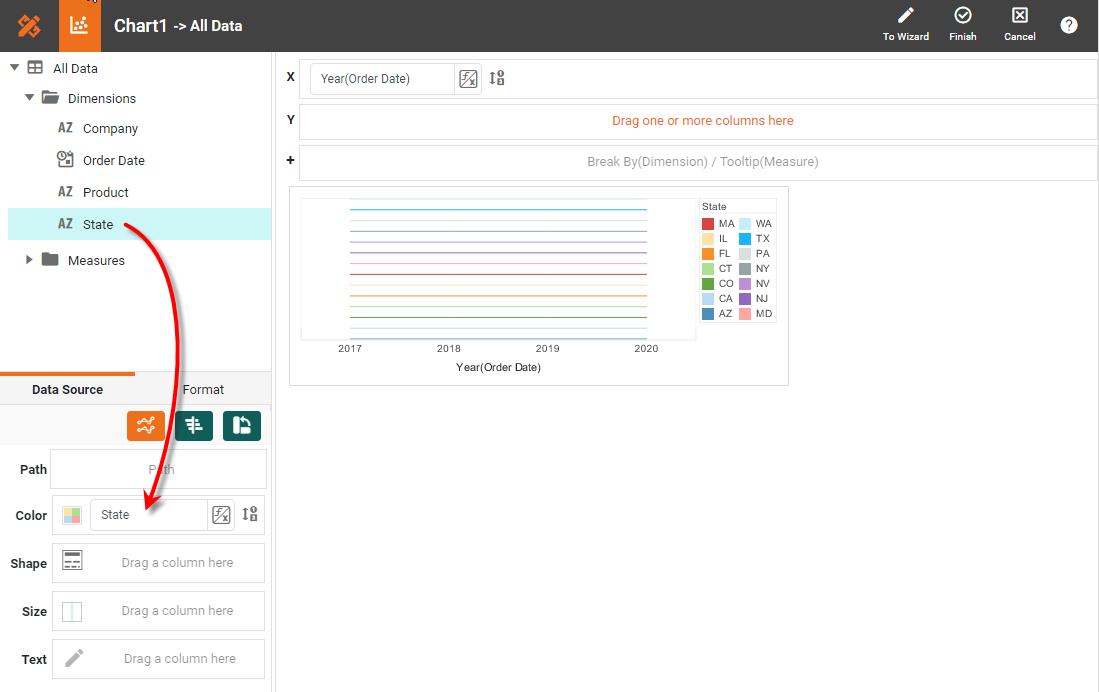 Chart1 -> All Data
To Wizard
Finish
Cancel
?
All Data
Dimensions
AZ Company
Order Date
AZ Product
AZ State
Measures
Data Source
Format
Path
Path
Color
State
Shape
Drag a column here
Size
Drag a column here
Text
Drag a column here
X
Year(Order Date)
Y
Drag one or more columns here
+
Break By(Dimension) / Tooltip(Measure)
2017 2018 2019 2020
Year(Order Date)
State
MA WA
IL TX
FL PA
CT NY
CO NV
CA NJ
AZ MD